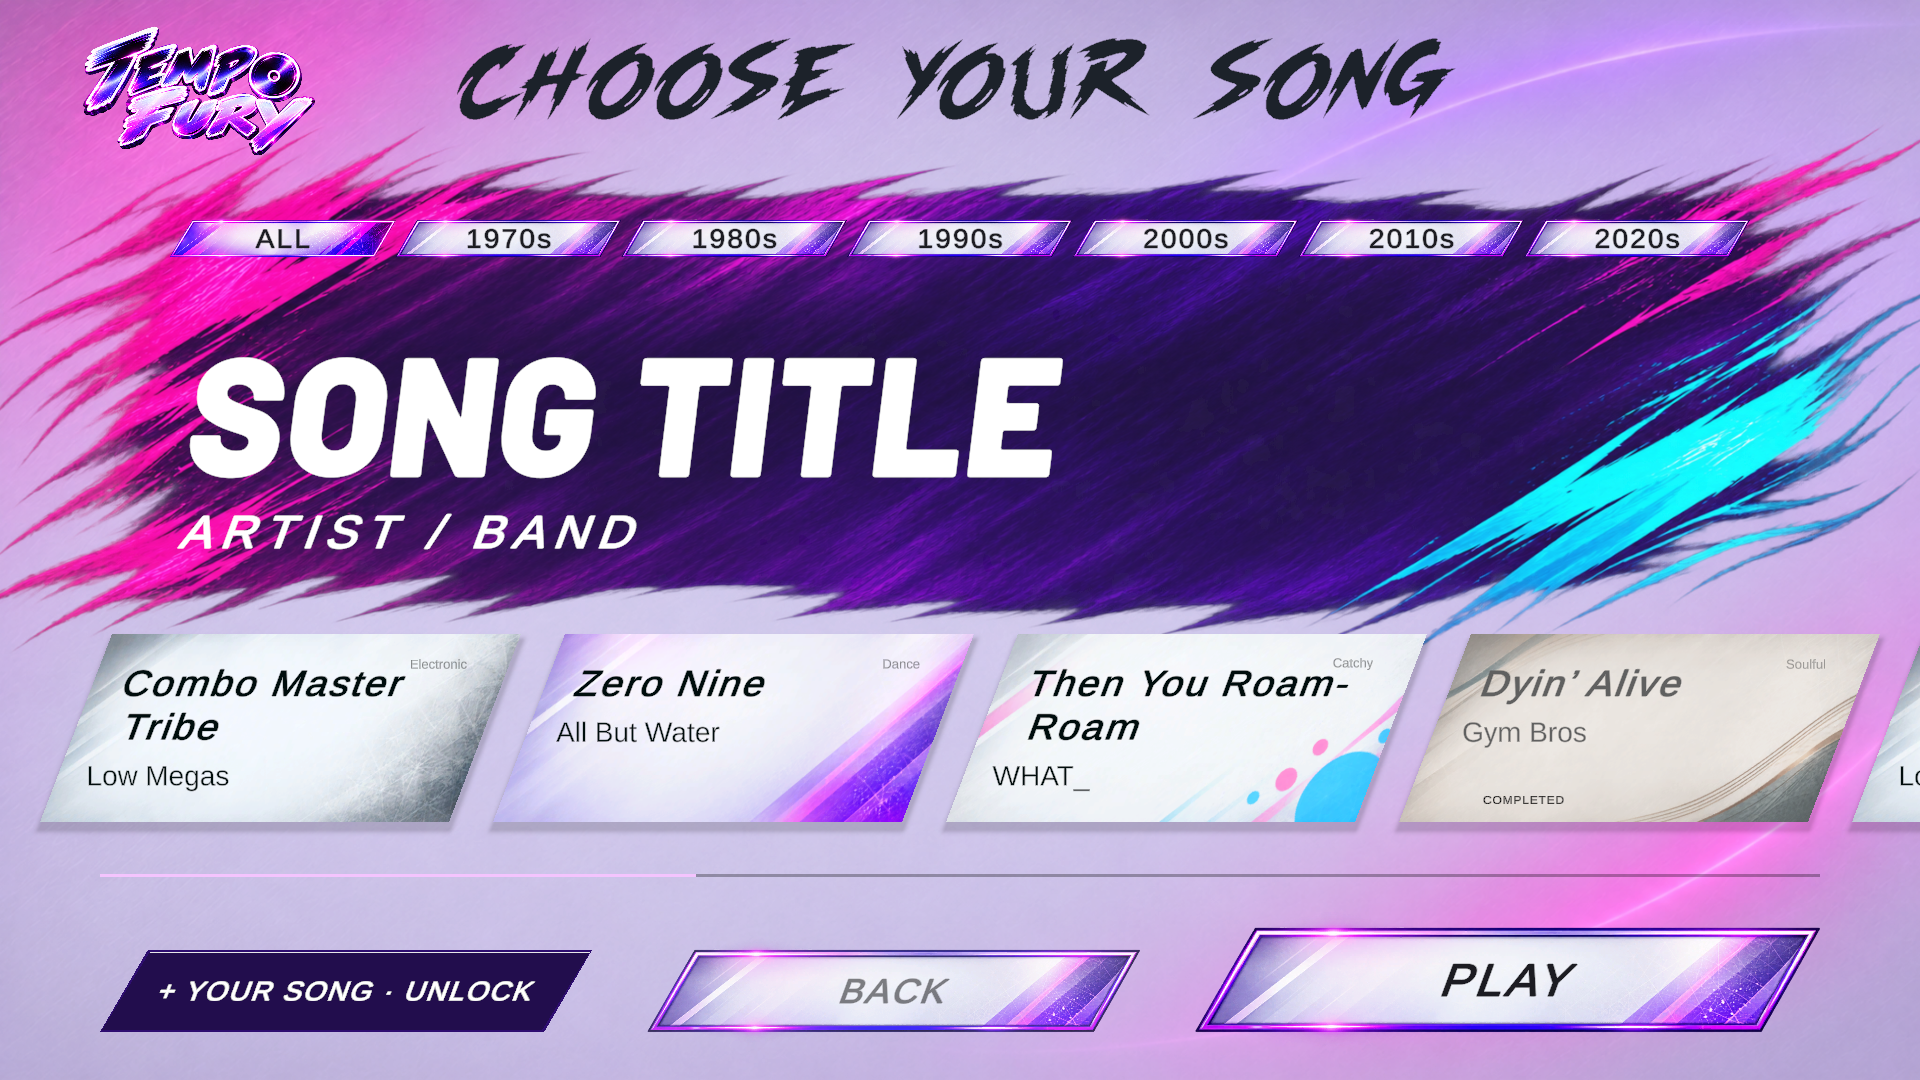 TEMPO
FURY
CHOOSE YOUR SONG
ALL
1970s
1980s
1990s
2000s
2010s
2020s
SONG TITLE
ARTIST / BAND
Combo Master
Tribe
Electronic
Low Megas
Zero Nine
Dance
All But Water
Then You Roam-
Roam
Catchy
WHAT_
Dyin’ Alive
Soulful
Gym Bros
COMPLETED
+ YOUR SONG · UNLOCK
BACK
PLAY